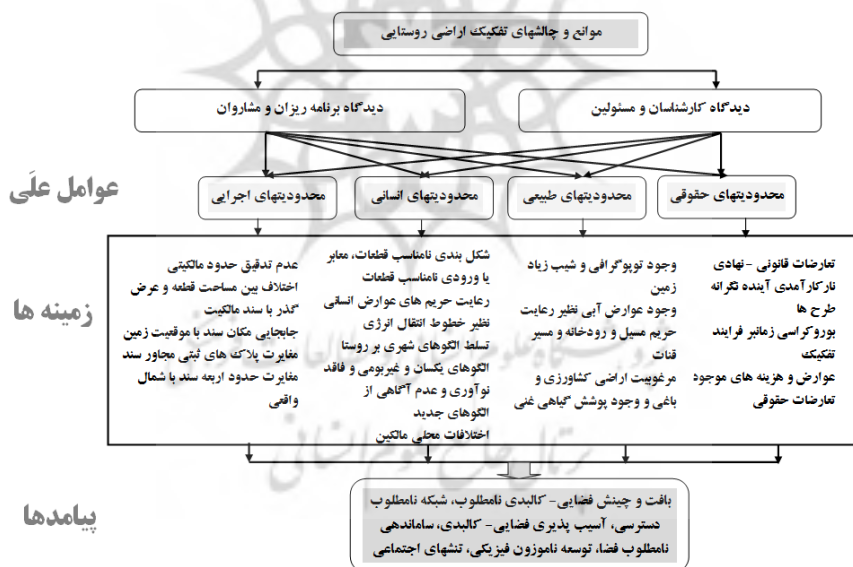 موانع و چالشهای تفکیک اراضی روستایی
دیدگاه کارشناسان و مسئولین
دیدگاه برنامه ریزان و مشاروان
عوامل علّی
محدودیتهای حقوقی
محدودیتهای طبیعی
محدودیتهای انسانی
محدودیتهای اجرایی
زمینه ها
تعارضات قانونی -نهادی
نارکارآمدی آینده نگرانه
طرح ها
بوروکراسی زمانبر فرایند
تفکیک
عوارض و هزینه های موجود
تعارضات حقوقی
وجود توپوگرافی و شیب زیاد
زمین
وجود عوارض آبی نظیر رعایت
حریم مسیل و رودخانه و مسیر
قنات
مرغوبیت اراضی کشاورزی و
باغی و وجود پوشش گیاهی غنی
شکل بندی نامناسب قطعات، معابر
یا ورودی نامناسب قطعات
رعایت حریم های عوارض انسانی
نظیر خطوط انتقال انرژی
تسلط الگوهای شهری بر روستا
الگوهای یکسان و غیربومی و فاقد
نوآوری و عدم آگاهی از
الگوهای جدید
اختلافات محلی مالکین
عدم تدقیق حدود مالکیتی
اختلاف بین مساحت قطعه و عرض
گذر با سند مالکیت
جابجایی مکان سند با موقعیت زمین
مغایرت پلاک های ثبتی مجاور سند
مغایرت حدود اربعه سند با شمال
واقعی
پیامدها
بافت و چینش فضایی- کالبدی نامطلوب، شبکه نامطلوب
دسترسی، آسیب پذیری فضایی- کالبدی، ساماندهی
نامطلوب فضا، توسعه ناموزون فیزیکی، تنشهای اجتماعی
پرتال جامع علوم انسانی